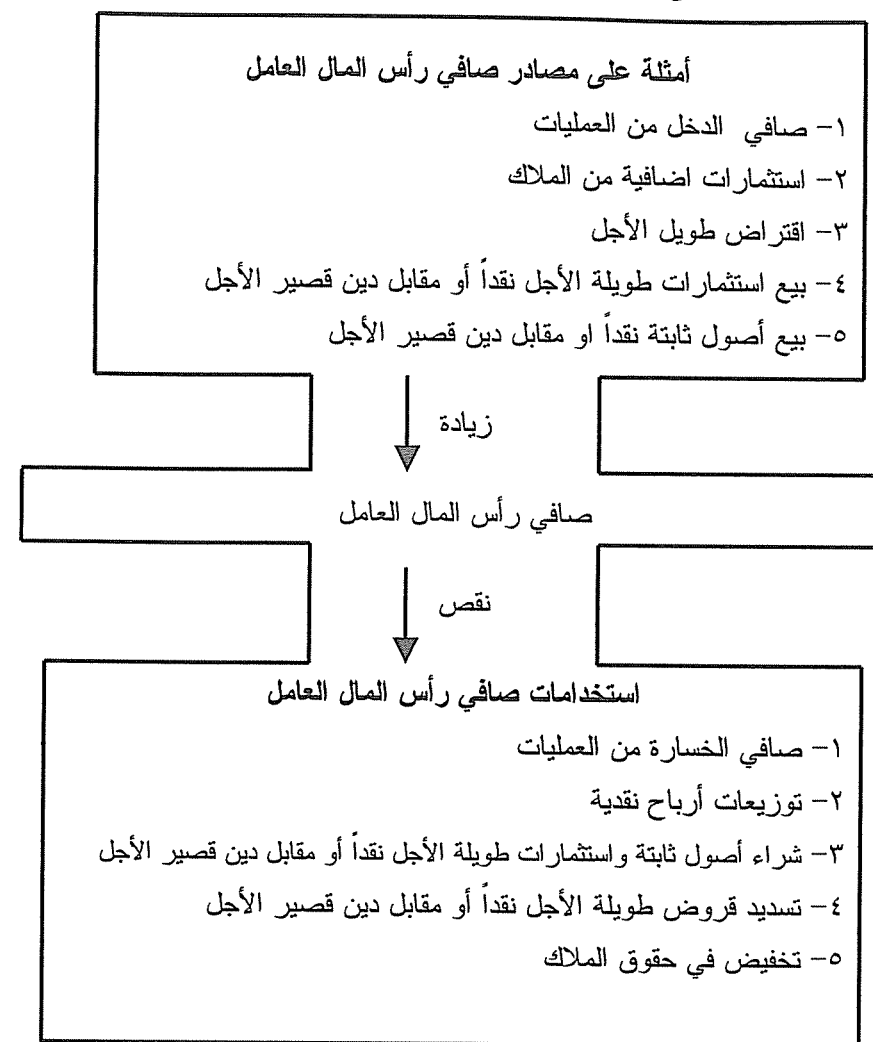 أمثلة على مصادر صافي رأس المال العامل
١- صافي الدخل من العمليات
٢- استثمارات اضافية من الملاك
٣- اقتراض طويل الأجل
٤- بيع استثمارات طويلة الأجل نقداً أو مقابل دين قصير الأجل
٥- بيع أصول ثابتة نقداً او مقابل دين قصير الأجل
زيادة
صافي رأس المال العامل
نقص
استخدامات صافي رأس المال العامل
١- صافي الخسارة من العمليات
٢- توزيعات أرباح نقدية
٣- شراء أصول ثابتة واستثمارات طويلة الأجل نقداً أو مقابل دين قصير الأجل
٤- تسديد قروض طويلة الأجل نقداً أو مقابل دين قصير الأجل
٥- تخفيض في حقوق الملاك